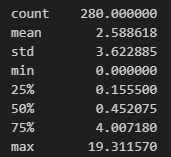 count 280.000000
mean 2.588618
std 3.622885
min 0.000000
25% 0.155500
50% 0.452075
75% 4.007180
max 19.311570